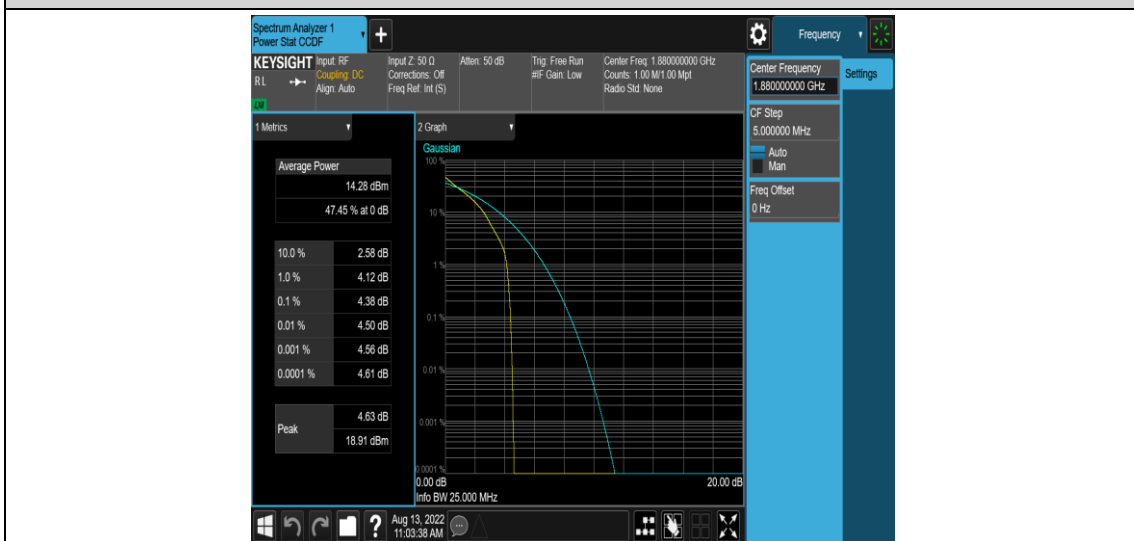 Spectrum Analyzer 1
Power Stat CCDF
+
Frequency
KEYSIGHT
RL
LXI
Input: RF
Coupling: DC
Align: Auto
Input Z: 50 Ω
Corrections: Off
Freq Ref: Int (S)
Atten: 50 dB
Trig: Free Run
#IF Gain: Low
Center Freq: 1.880000000 GHz
Counts: 1.00 M/1.00 Mpt
Radio Std: None
Center Frequency
1.880000000 GHz
Settings
CF Step
5.000000 MHz
Auto
Man
Freq Offset
0 Hz
1 Metrics
Average Power
14.28 dBm
47.45 % at 0 dB
10.0 % 2.58 dB
1.0 % 4.12 dB
0.1 % 4.38 dB
0.01 % 4.50 dB
0.001 % 4.56 dB
0.0001 % 4.61 dB
Peak
4.63 dB
18.91 dBm
2 Graph
Gaussian
100 %
10 %
1 %
0.1 %
0.01 %
0.001 %
0.0001 %
0.00 dB 20.00 dB
Info BW 25.000 MHz
?
Aug 13, 2022
11:03:38 AM